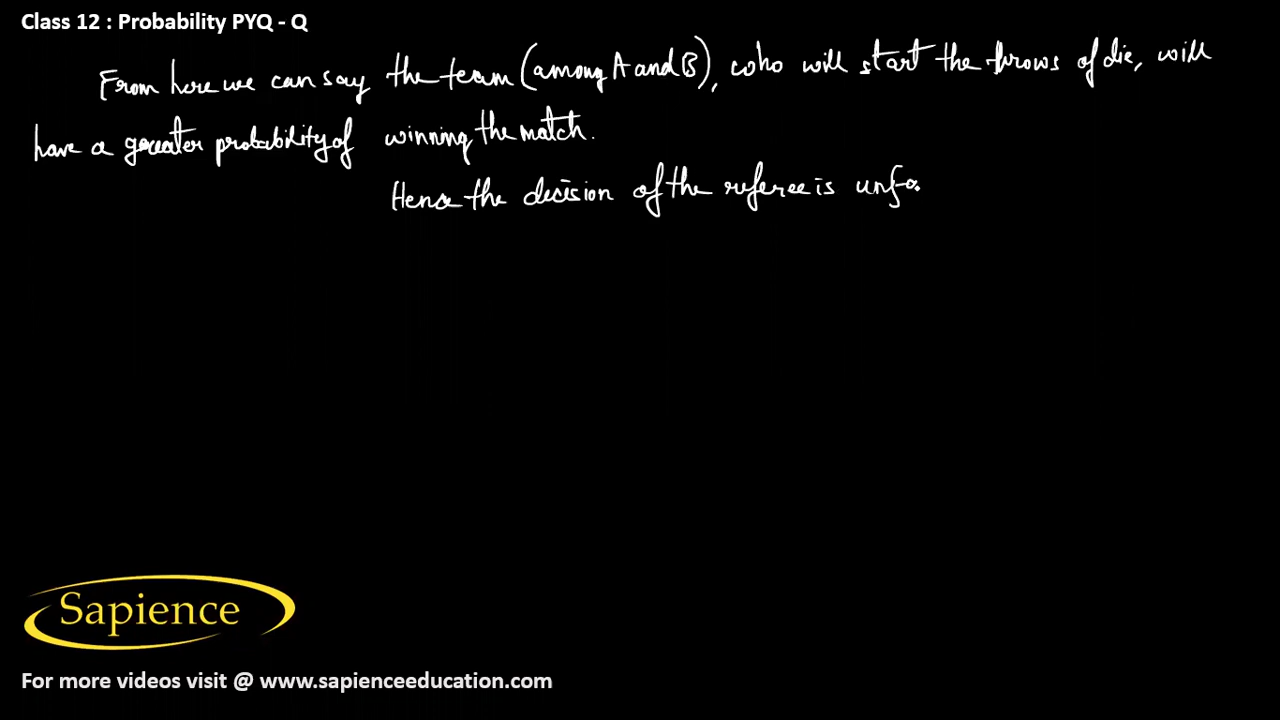 Class 12 : Probability PYQ - Q
From here we can say the team (among A and B), who will start the throws of die, will
have a greater probability of winning the match.
Hence the decision of the referee is unfa
Sapience
For more videos visit @ www.sapienceeducation.com